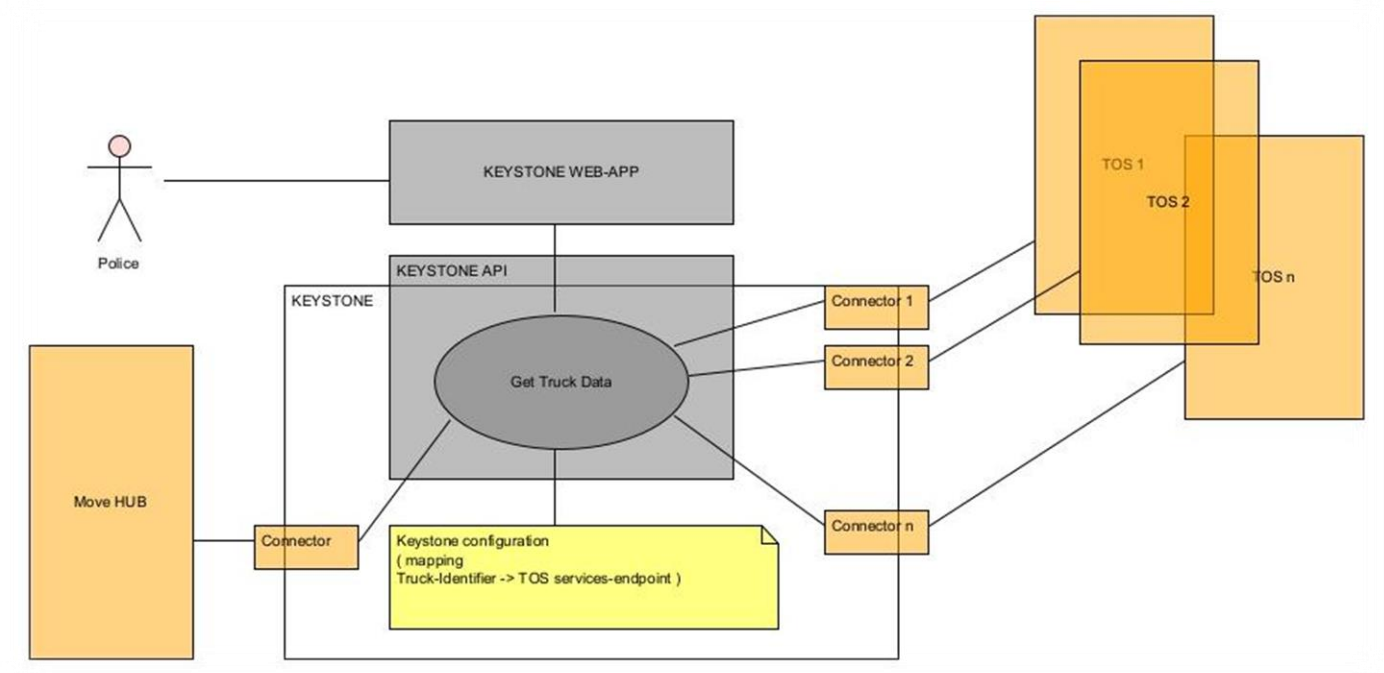 KEYSTONE WEB-APP
Police
KEYSTONE API
KEYSTONE
Get Truck Data
Connector 1
Connector 2
Connector n
TOS 1
TOS 2
TOS n
Move HUB
Connector
Keystone configuration
( mapping
Truck-Identifier -> TOS services-endpoint )